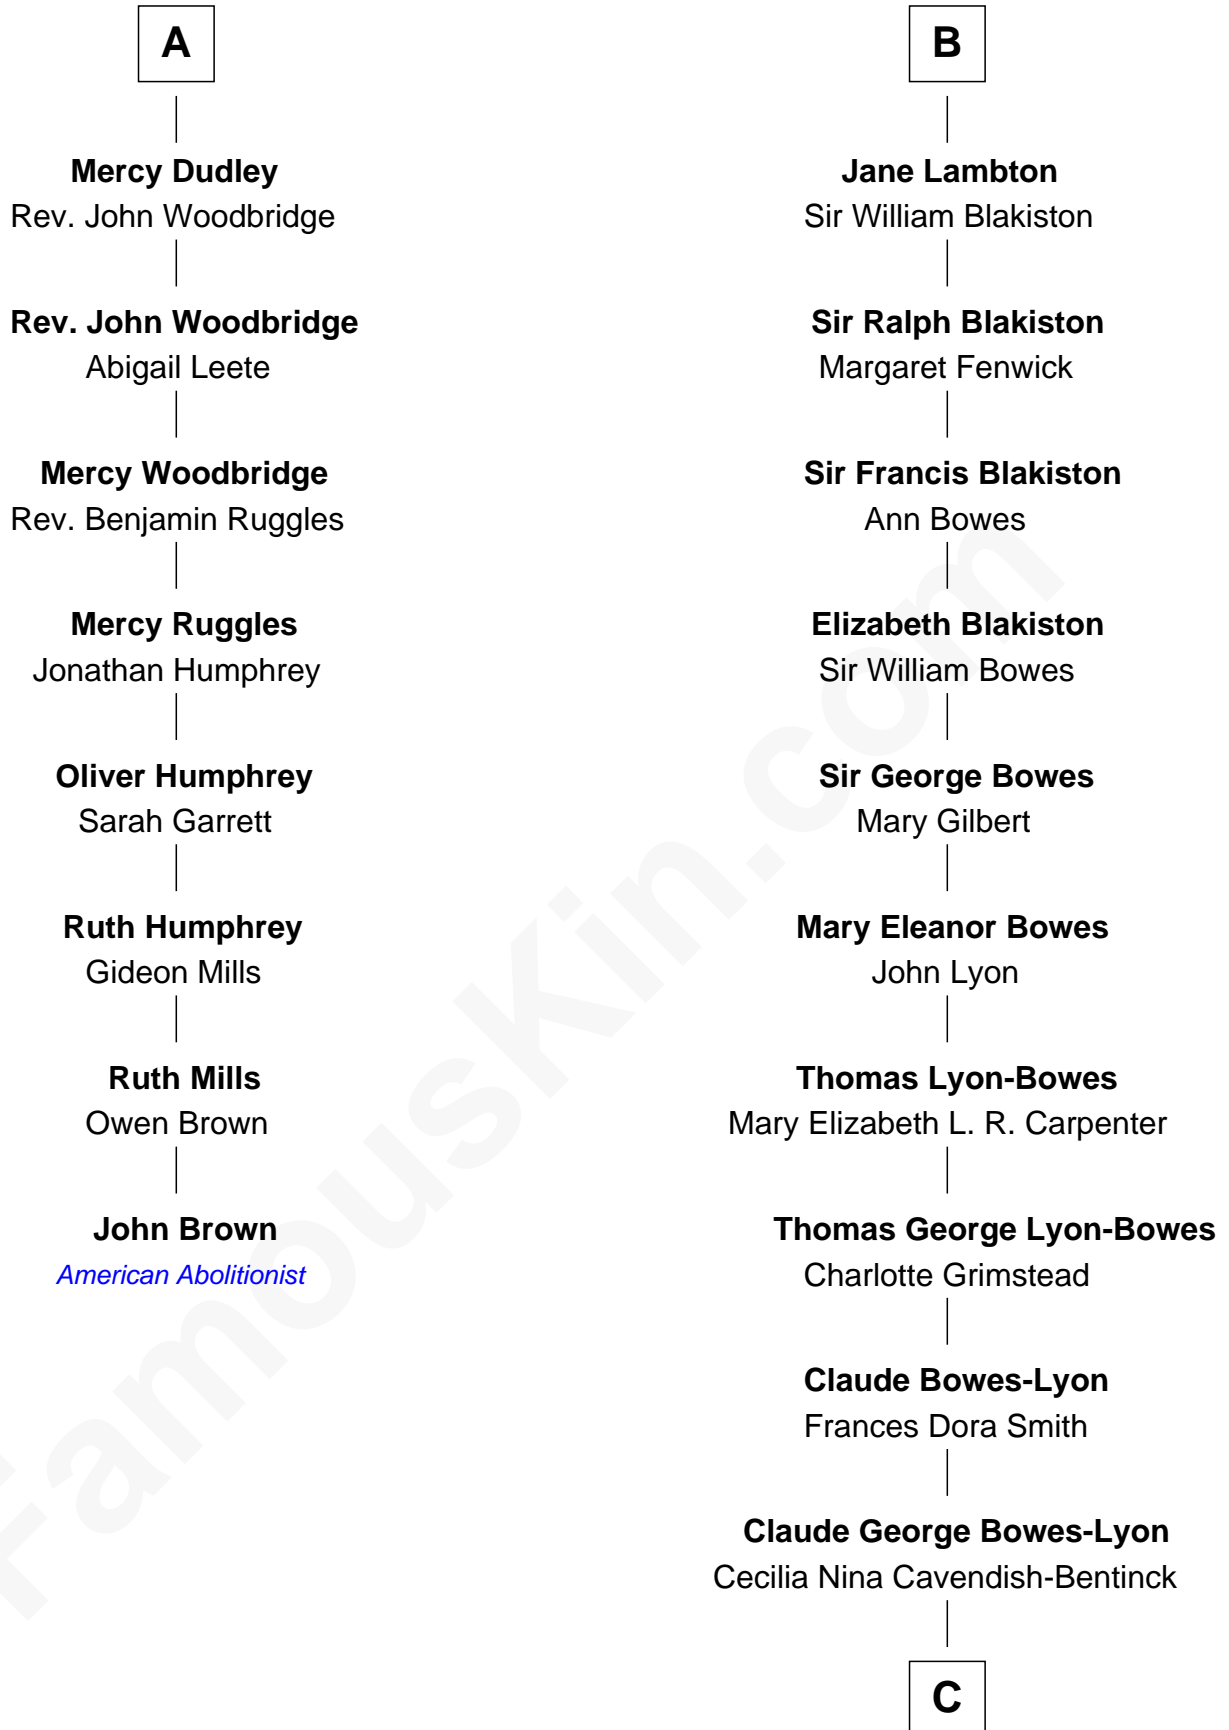 A
Mercy Dudley
Rev. John Woodbridge
Rev. John Woodbridge
Abigail Leete
Mercy Woodbridge
Rev. Benjamin Ruggles
Mercy Ruggles
Jonathan Humphrey
Oliver Humphrey
Sarah Garrett
Ruth Humphrey
Gideon Mills
Ruth Mills
Owen Brown
John Brown
American Abolitionist
B
Jane Lambton
Sir William Blakiston
Sir Ralph Blakiston
Margaret Fenwick
Sir Francis Blakiston
Ann Bowes
Elizabeth Blakiston
Sir William Bowes
Sir George Bowes
Mary Gilbert
Mary Eleanor Bowes
John Lyon
Thomas Lyon-Bowes
Mary Elizabeth L. R. Carpenter
Thomas George Lyon-Bowes
Charlotte Grimstead
Claude Bowes-Lyon
Frances Dora Smith
Claude George Bowes-Lyon
Cecilia Nina Cavendish-Bentinck
C
FamousKin.com